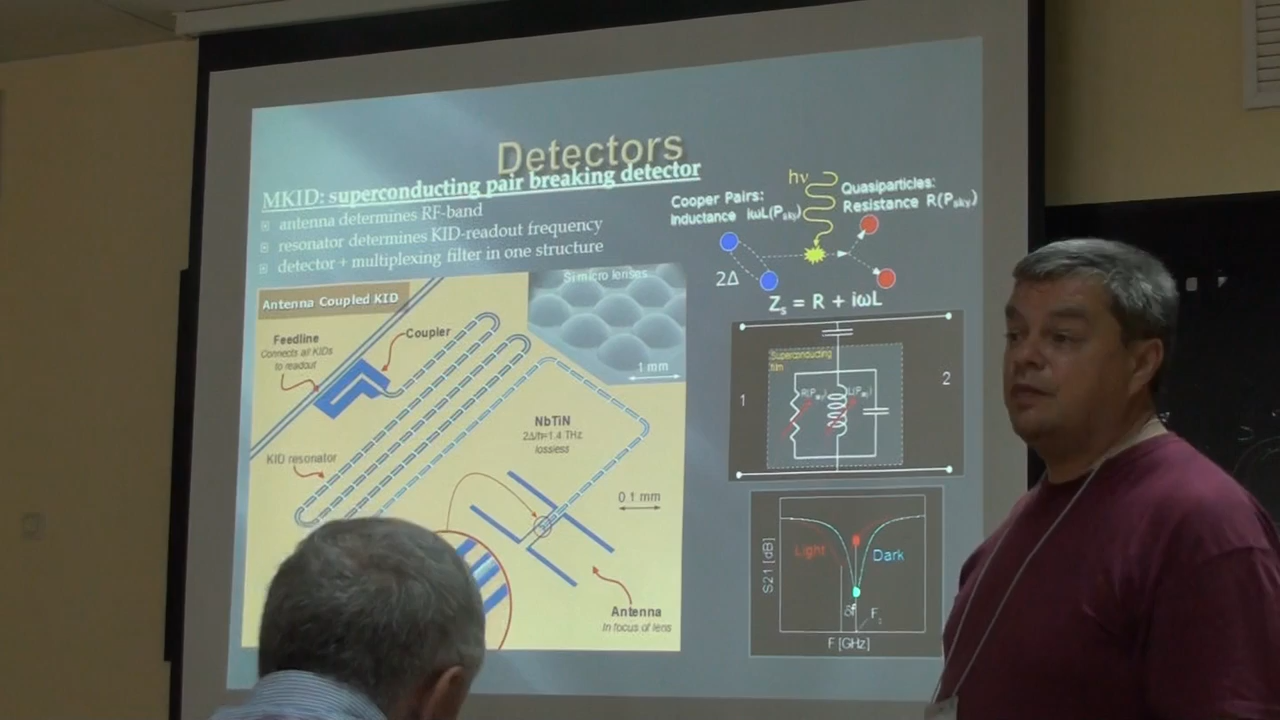 Detectors
MKID: superconducting pair breaking detector
antenna determines RF-band
resonator determines KID-readout frequency
detector + multiplexing filter in one structure
hν
Cooper Pairs:
Inductance iωL(Psky)
Quasiparticles:
Resistance R(Psky)
2Δ
Zs = R + iωL
Antenna Coupled KID
Si micro lenses
1 mm
Feedline
Connects all KIDs
to readout
Coupler
KID resonator
NbTiN
2Δ/h=1.4 THz
lossless
0.1 mm
Antenna
In focus of lens
Superconducting
film
R(Psky)
L(Psky)
1
2
S21 [dB]
Light
Dark
δf
F [GHz]